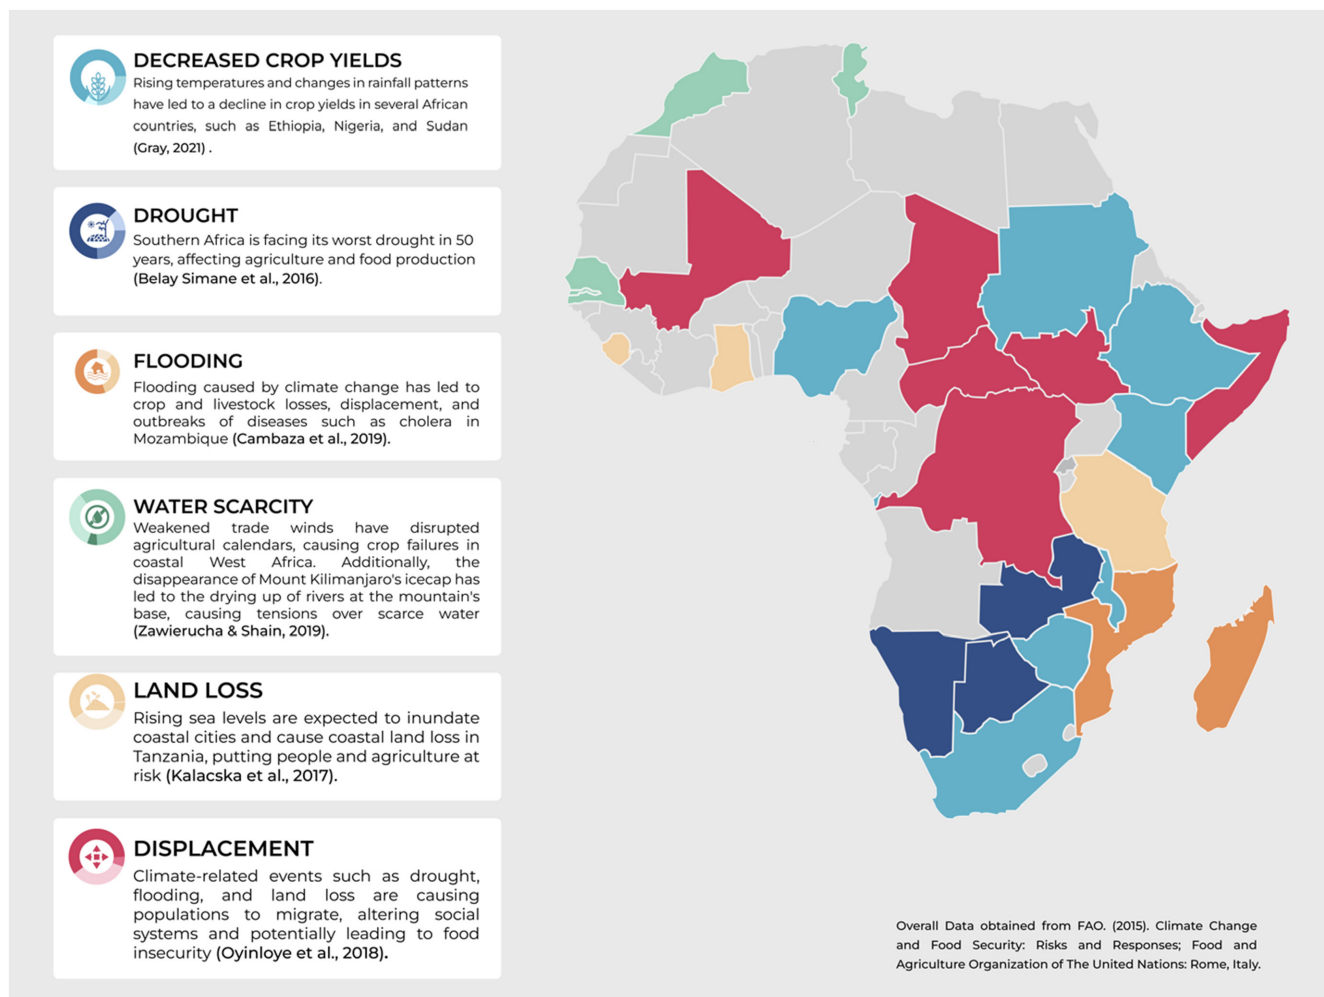 DECREASED CROP YIELDS
Rising temperatures and changes in rainfall patterns
have led to a decline in crop yields in several African
countries, such as Ethiopia, Nigeria, and Sudan
(Gray, 2021) .
DROUGHT
Southern Africa is facing its worst drought in 50
years, affecting agriculture and food production
(Belay Simane et al., 2016).
FLOODING
Flooding caused by climate change has led to
crop and livestock losses, displacement, and
outbreaks of diseases such as cholera in
Mozambique (Cambaza et al., 2019).
WATER SCARCITY
Weakened trade winds have disrupted
agricultural calendars, causing crop failures in
coastal West Africa. Additionally, the
disappearance of Mount Kilimanjaro's icecap has
led to the drying up of rivers at the mountain's
base, causing tensions over scarce water
(Zawierucha & Shain, 2019).
LAND LOSS
Rising sea levels are expected to inundate
coastal cities and cause coastal land loss in
Tanzania, putting people and agriculture at
risk (Kalacska et al., 2017).
DISPLACEMENT
Climate-related events such as drought,
flooding, and land loss are causing
populations to migrate, altering social
systems and potentially leading to food
insecurity (Oyinloye et al., 2018).
Overall Data obtained from FAO. (2015). Climate Change
and Food Security: Risks and Responses; Food and
Agriculture Organization of The United Nations: Rome, Italy.